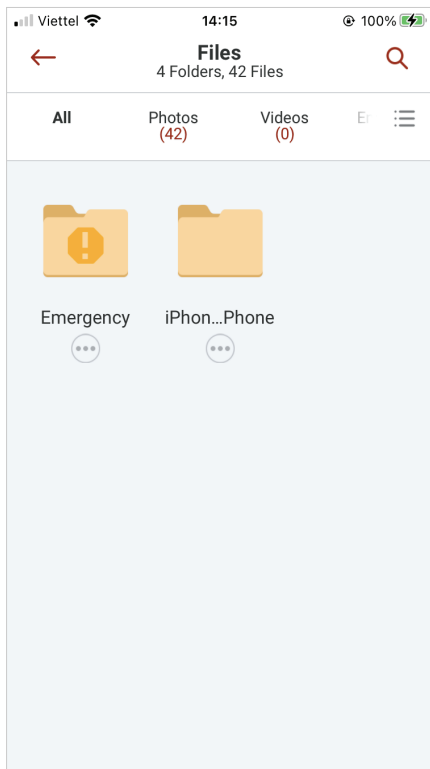 Viettel 14:15 100%
Files
4 Folders, 42 Files
All Photos Videos
(42) (0)
Emergency iPhon...Phone